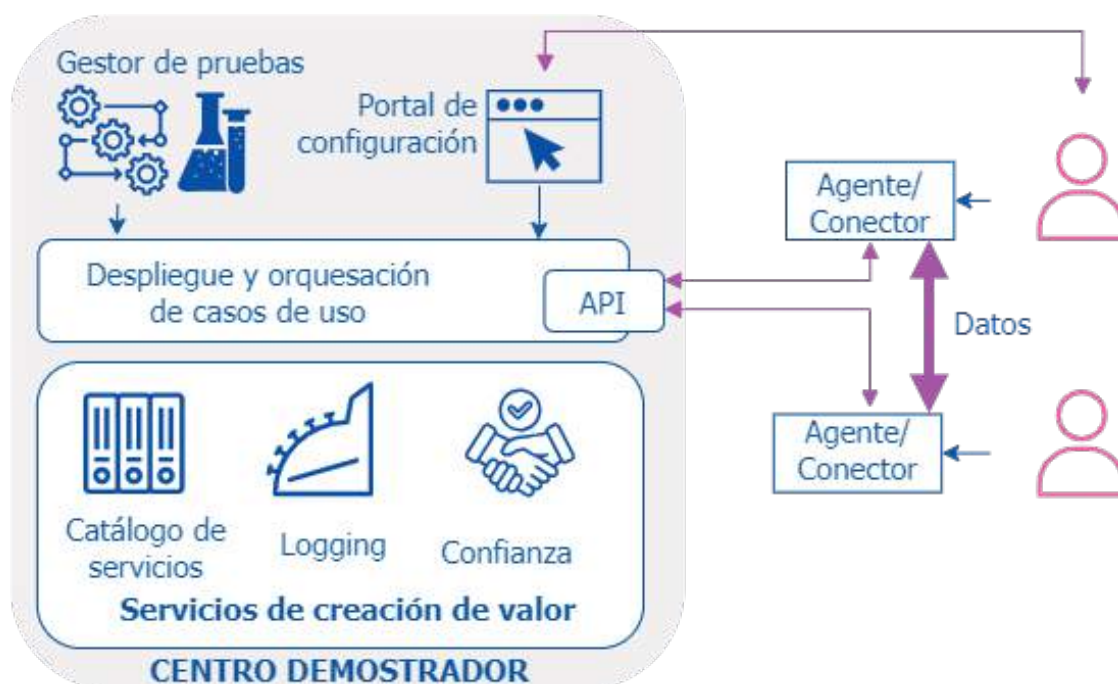 Gestor de pruebas
Portal de
configuración
Agente/
Conector
Despliegue y orquesación
de casos de uso
API
Datos
Agente/
Conector
Catálogo de
servicios
Logging
Confianza
Servicios de creación de valor
CENTRO DEMOSTRADOR